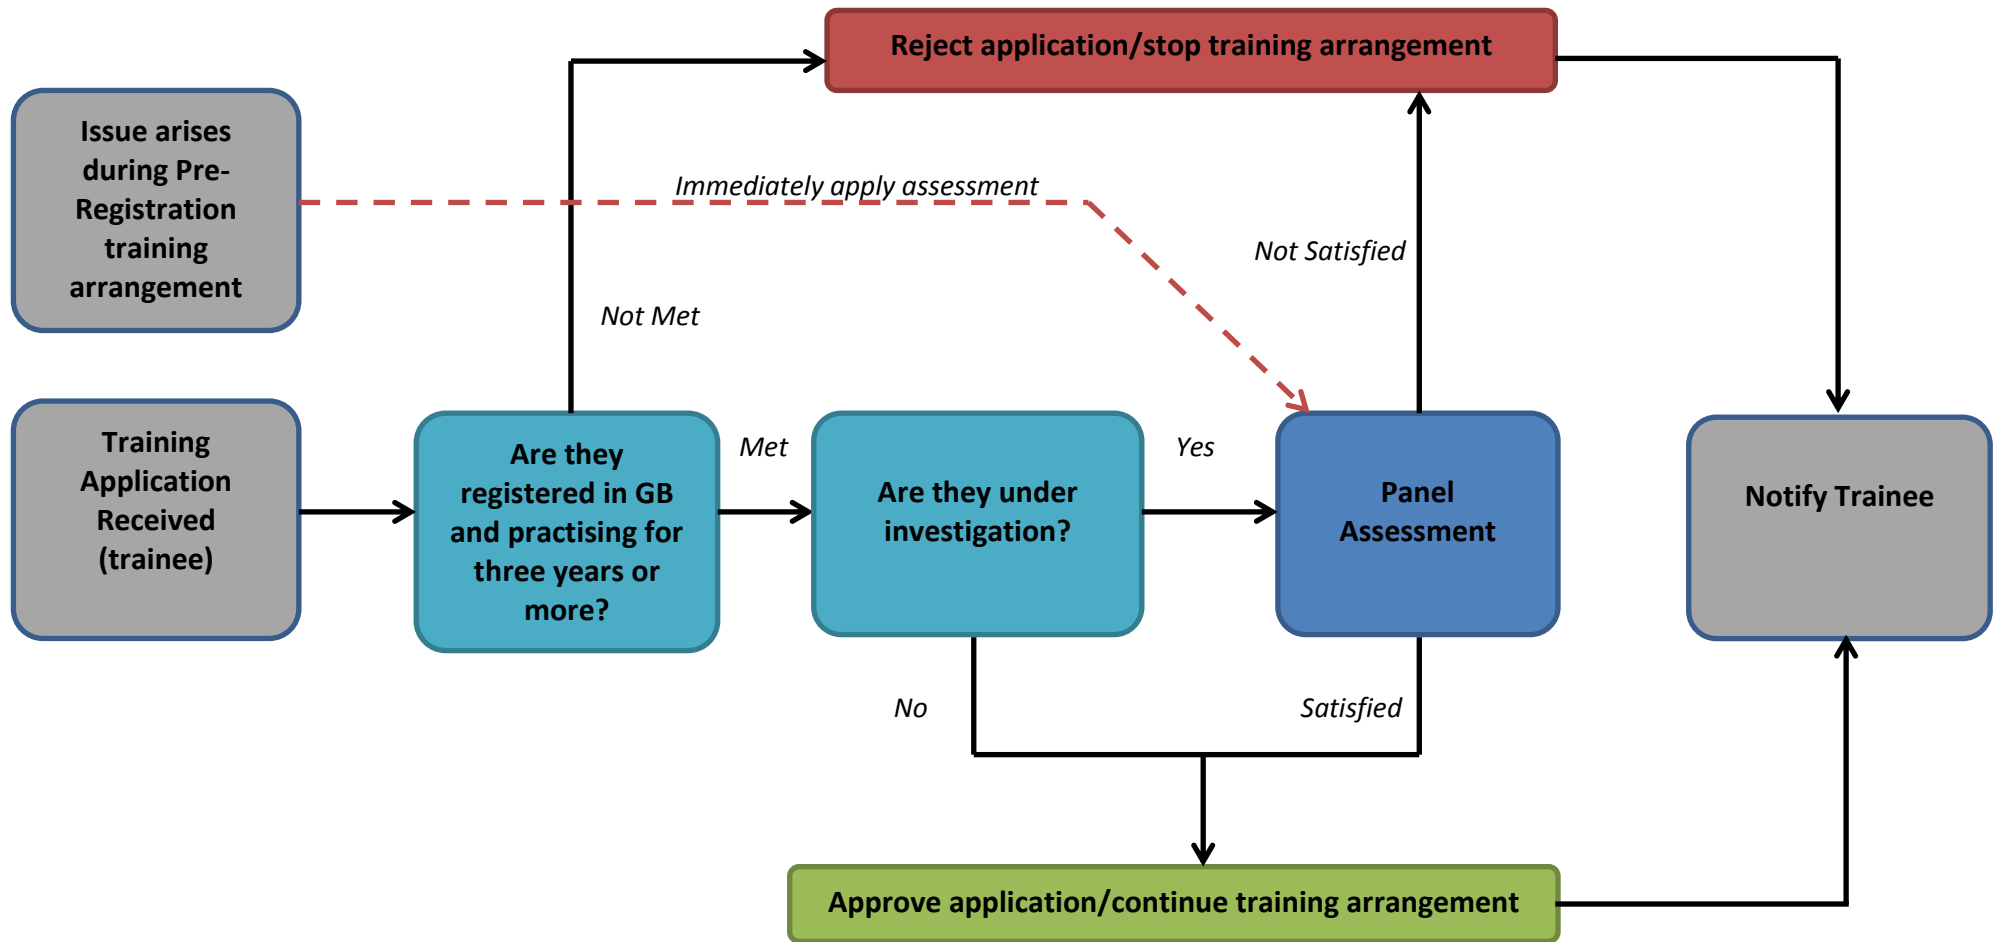 Reject application/stop training arrangement
Issue arises
during Pre-
Registration
training
arrangement
Immediately apply assessment
Not Satisfied
Not Met
Training
Application
Received
(trainee)
Are they
registered in GB
and practising for
three years or
more?
Met
Are they under
investigation?
Yes
Panel
Assessment
Notify Trainee
No
Satisfied
Approve application/continue training arrangement